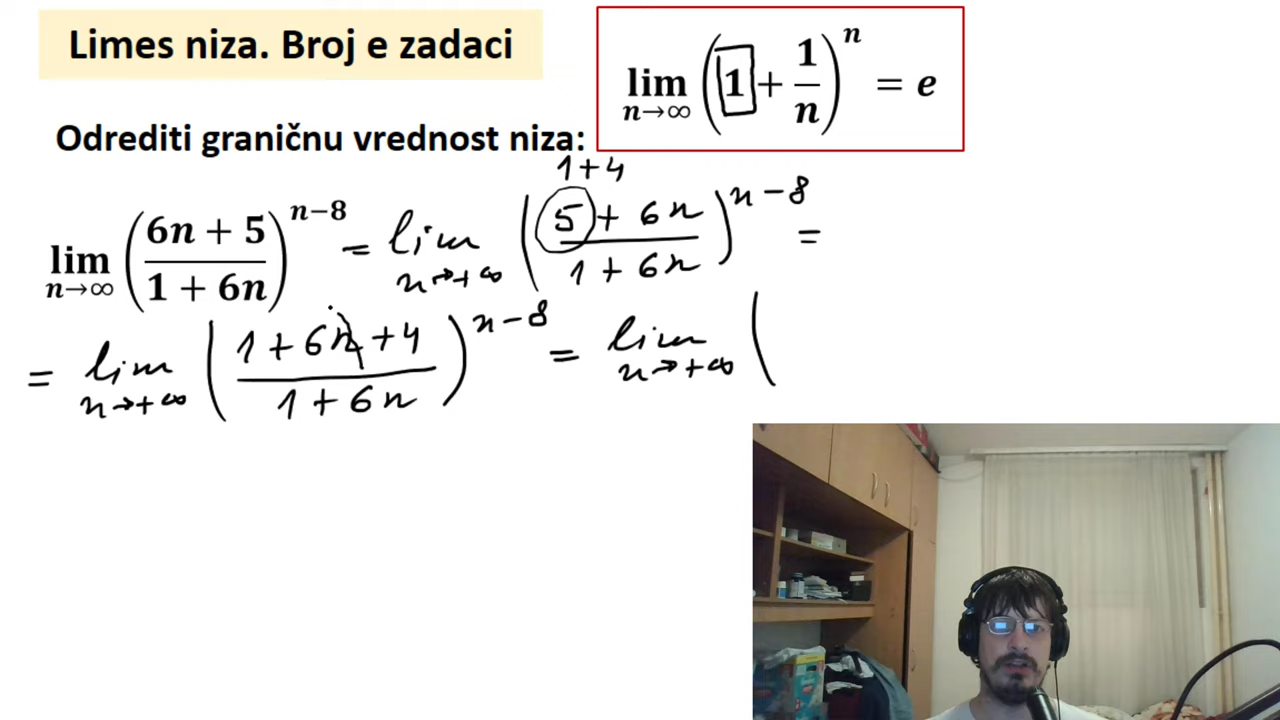 Limes niza. Broj e zadaci
lim n→∞ (1 + 1/n)^n = e
Odrediti graničnu vrednost niza:
1+4
lim n→∞ ((6n + 5)/(1 + 6n))^(n−8) = lim n→+∞ ((5 + 6n)/(1 + 6n))^(n−8) =
= lim n→+∞ ((1 + 6n + 4)/(1 + 6n))^(n−8) = lim n→+∞ (